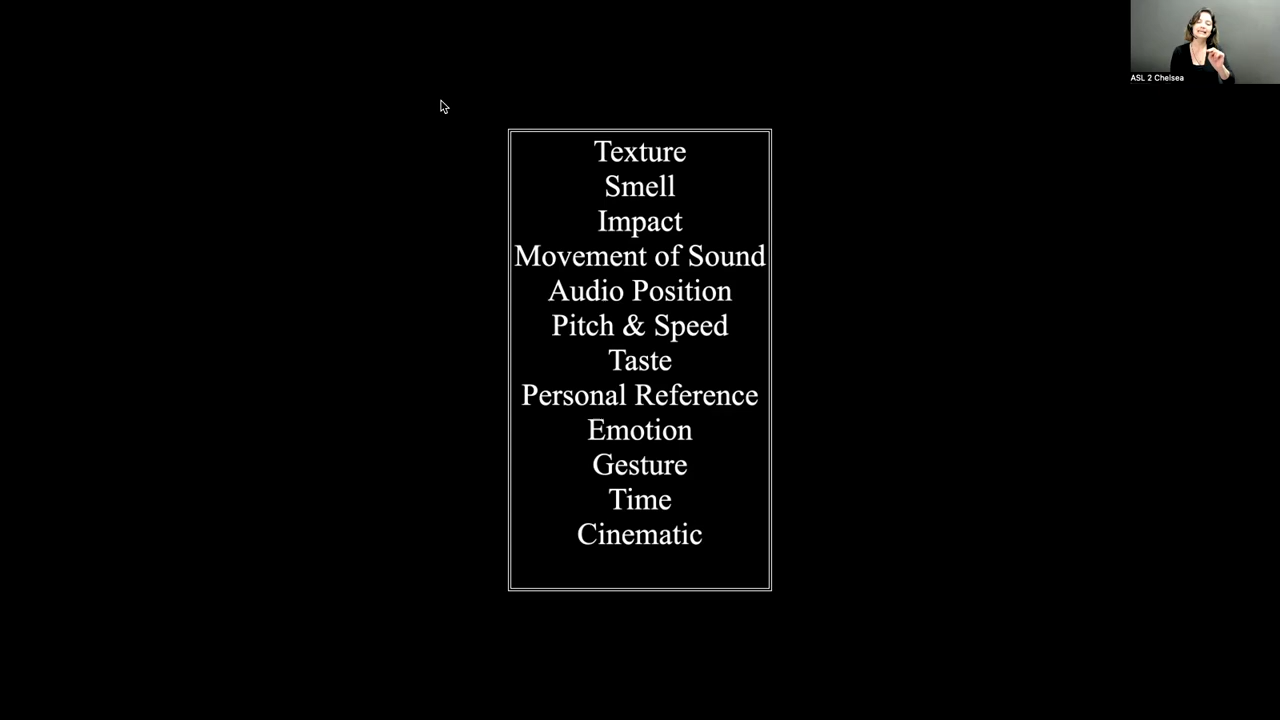 ASL 2 Chelsea
Texture
Smell
Impact
Movement of Sound
Audio Position
Pitch & Speed
Taste
Personal Reference
Emotion
Gesture
Time
Cinematic